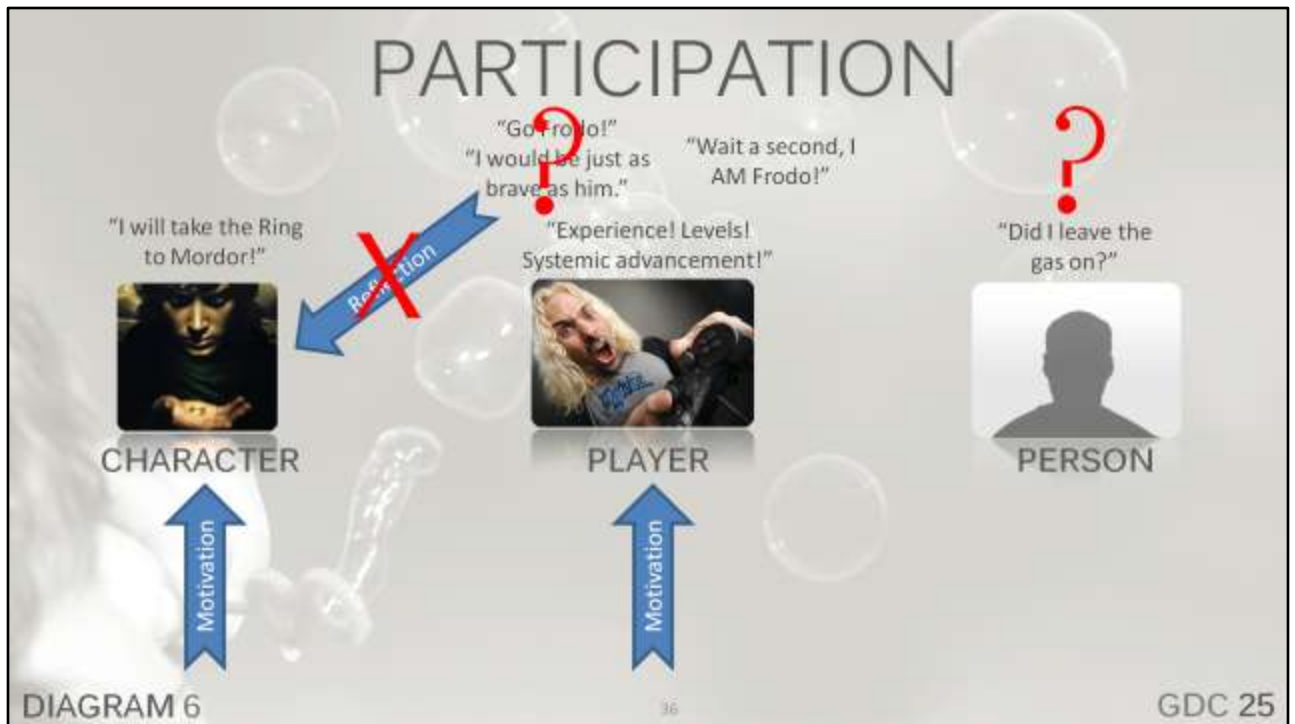 PARTICIPATION
?
?
"Go Frodo!"
"I would be just as
brave as him."
"Wait a second, I
AM Frodo!"
"I will take the Ring
to Mordor!"
"Experience! Levels!
Systemic advancement!"
"Did I leave the
gas on?"
Reflection
X
CHARACTER
PLAYER
PERSON
Motivation
Motivation
DIAGRAM 6
36
GDC 25